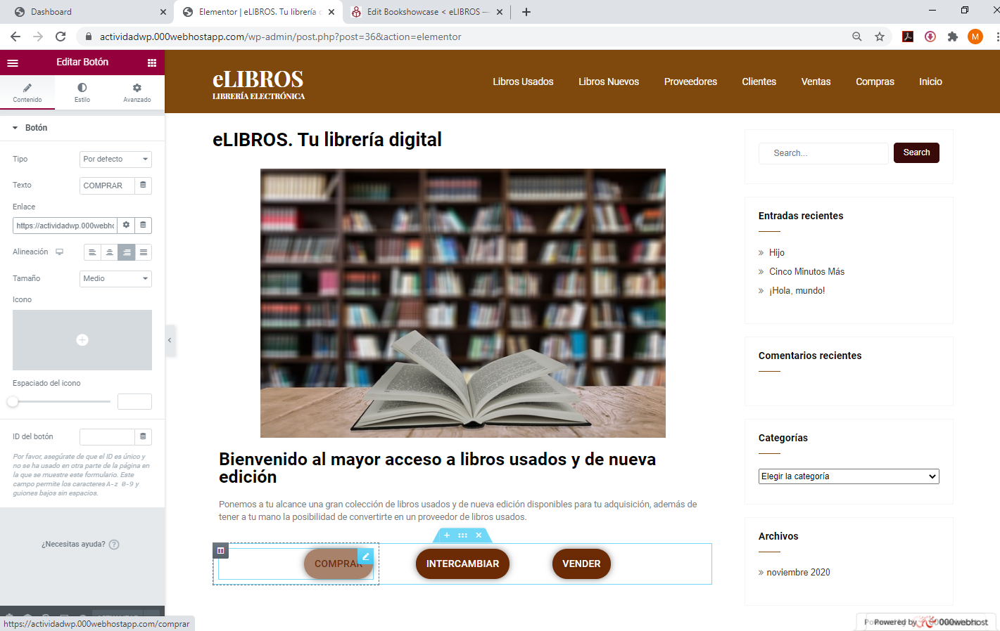 Dashboard
Elementor | eLIBROS. Tu librería
Edit Bookshowcase < eLIBROS —
actividadwp.000webhostapp.com/wp-admin/post.php?post=36&action=elementor
M
Editar Botón
Contenido
Estilo
Avanzado
Botón
Tipo
Por defecto
Texto
COMPRAR
Enlace
https://actividadwp.000webho
Alineación
Tamaño
Medio
Icono
Espaciado del icono
ID del botón
Por favor, asegúrate de que el ID es único y
no se ha usado en otra parte de la página en
la que se muestre este formulario. Este
campo permite los caracteres A-z 0-9 y
guiones bajos sin espacios.
¿Necesitas ayuda?
https://actividadwp.000webhostapp.com/comprar
eLIBROS
LIBRERÍA ELECTRÓNICA
Libros Usados
Libros Nuevos
Proveedores
Clientes
Ventas
Compras
Inicio
eLIBROS. Tu librería digital
Bienvenido al mayor acceso a libros usados y de nueva
edición
Ponemos a tu alcance una gran colección de libros usados y de nueva edición disponibles para tu adquisición, además de
tener a tu mano la posibilidad de convertirte en un proveedor de libros usados.
COMPRAR
INTERCAMBIAR
VENDER
Search...
Search
Entradas recientes
» Hijo
» Cinco Minutos Más
» ¡Hola, mundo!
Comentarios recientes
Categorías
Elegir la categoría
Archivos
» noviembre 2020
Powered by 000webhost